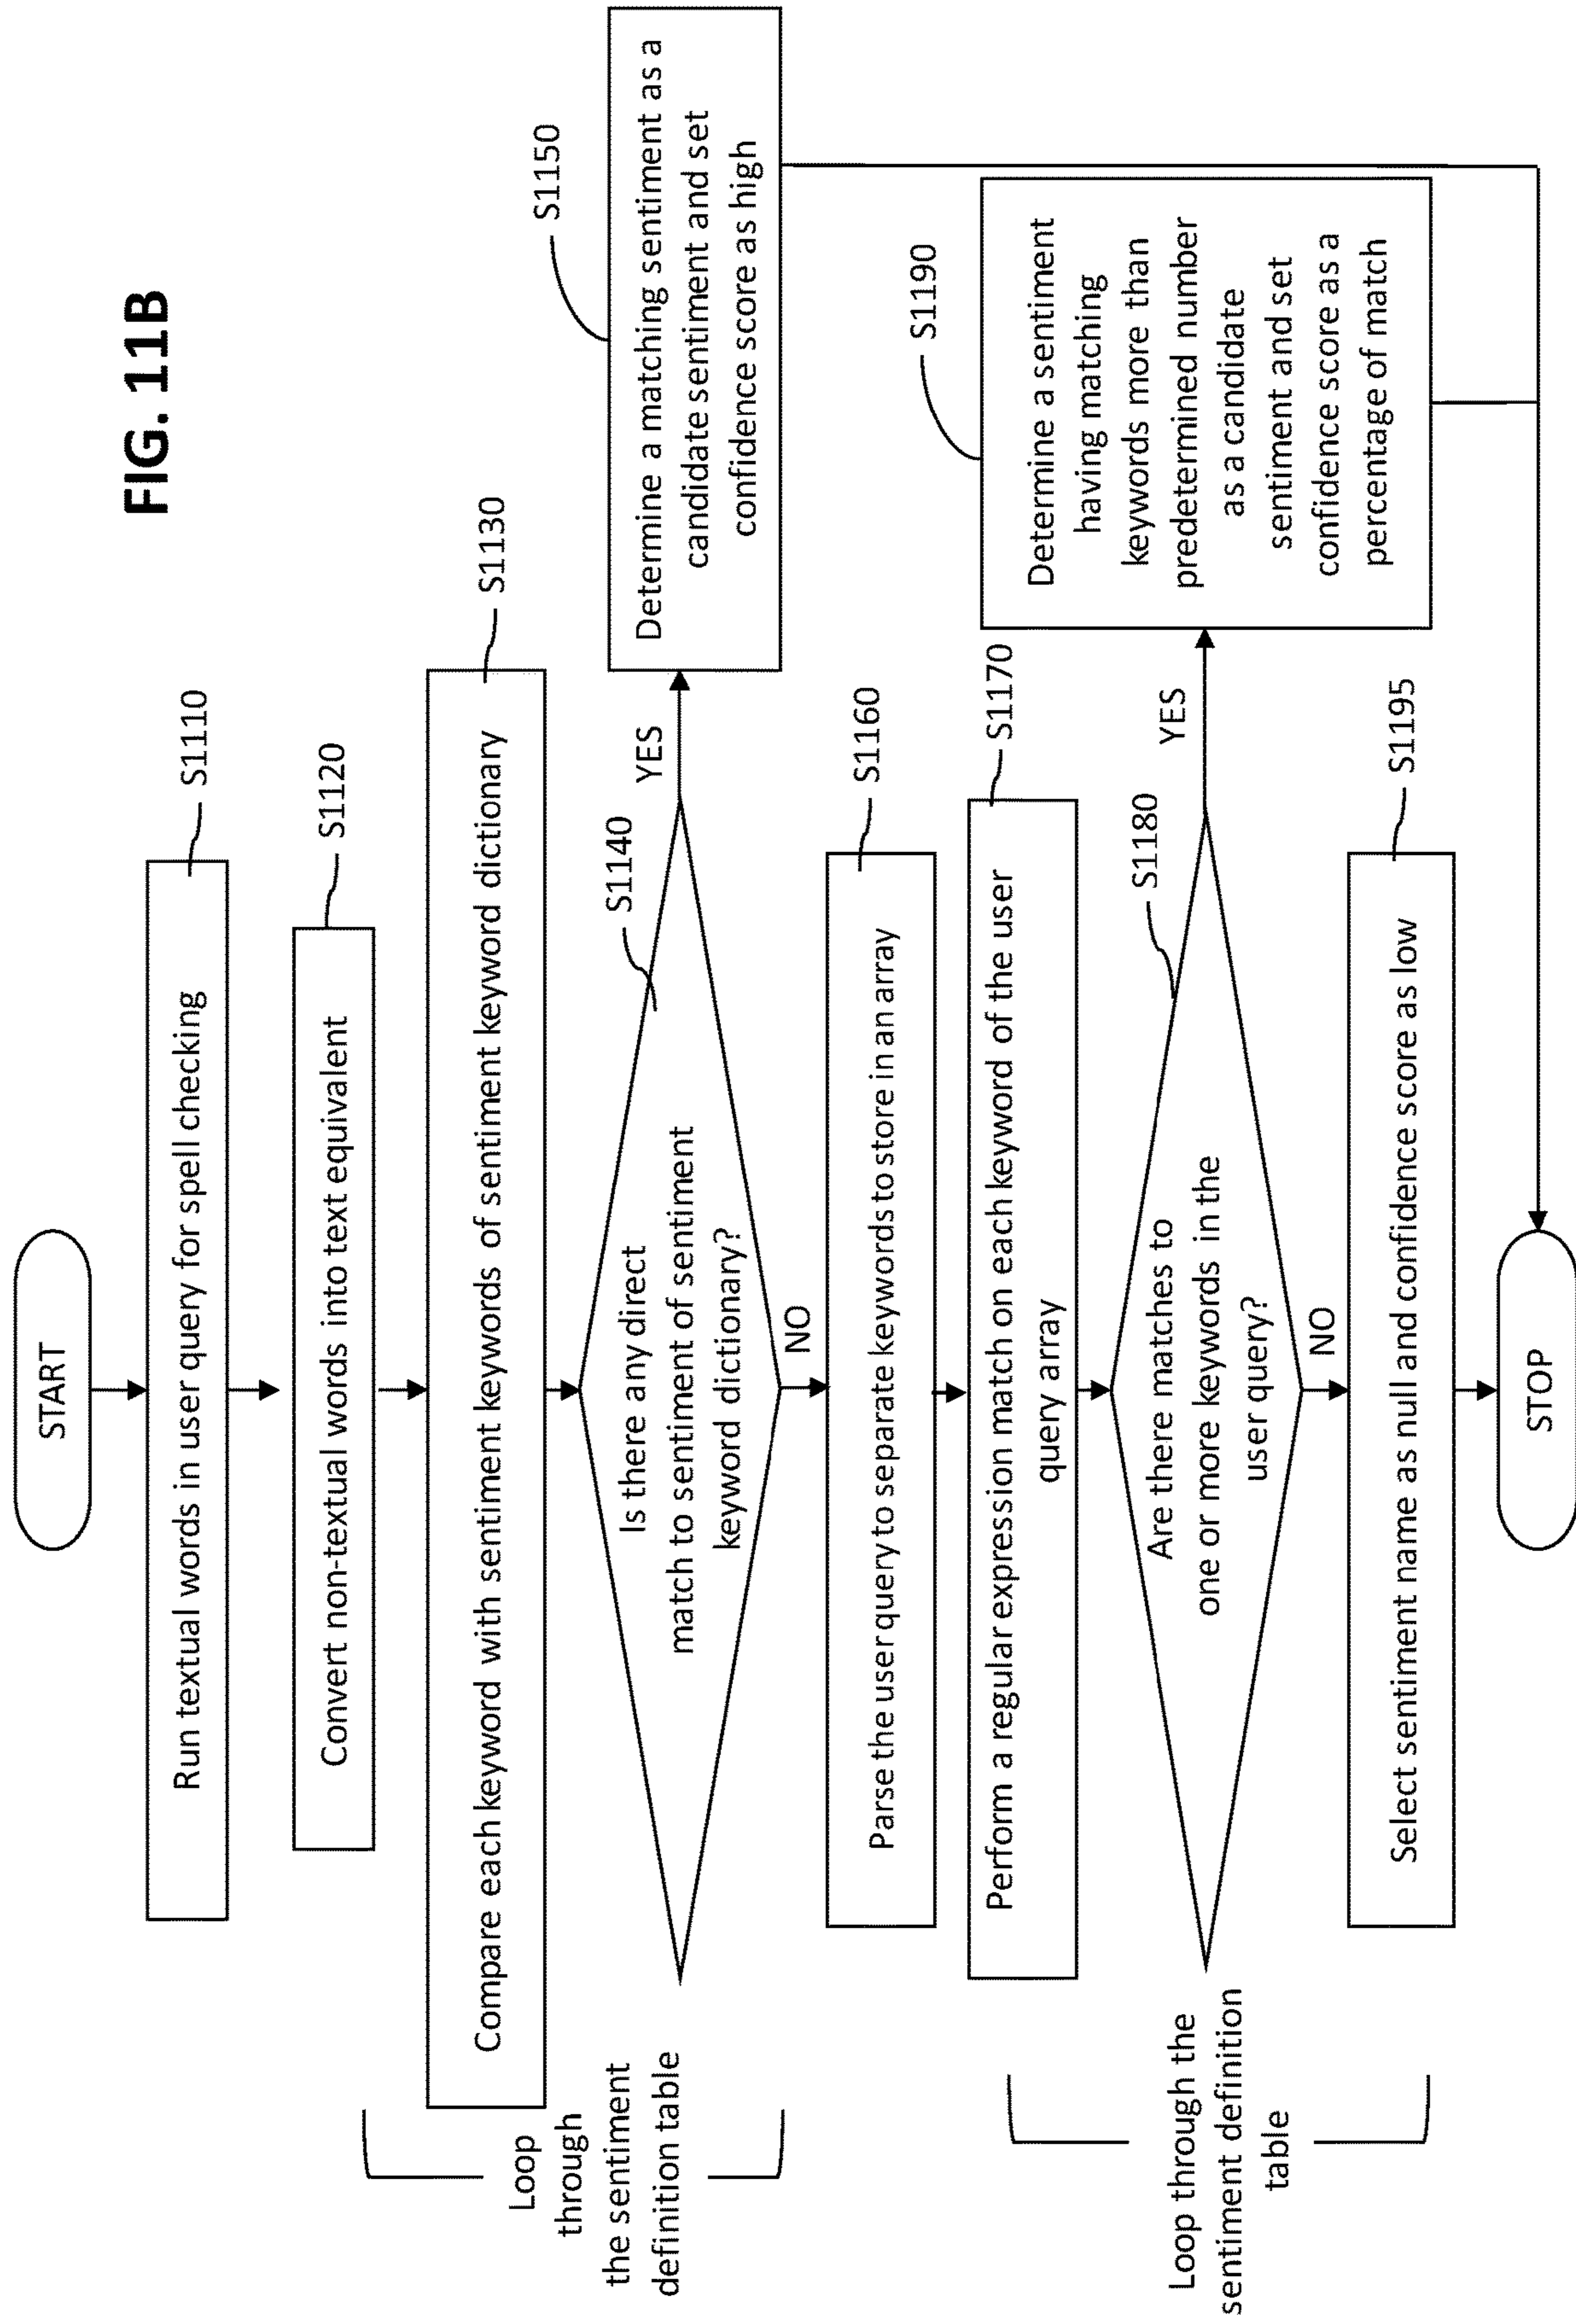 FIG. 11B
START
Run textual words in user query for spell checking
S1110
Convert non-textual words into text equivalent
S1120
Compare each keyword with sentiment keywords of sentiment keyword dictionary
S1130
Loop
through
the sentiment
definition table
Is there any direct
match to sentiment of sentiment
keyword dictionary?
S1140
YES
Determine a matching sentiment as a
candidate sentiment and set
confidence score as high
S1150
NO
Parse the user query to separate keywords to store in an array
S1160
Perform a regular expression match on each keyword of the user
query array
S1170
Loop through the
sentiment definition
table
Are there matches to
one or more keywords in the
user query?
S1180
YES
Determine a sentiment
having matching
keywords more than
predetermined number
as a candidate
sentiment and set
confidence score as a
percentage of match
S1190
NO
Select sentiment name as null and confidence score as low
S1195
STOP